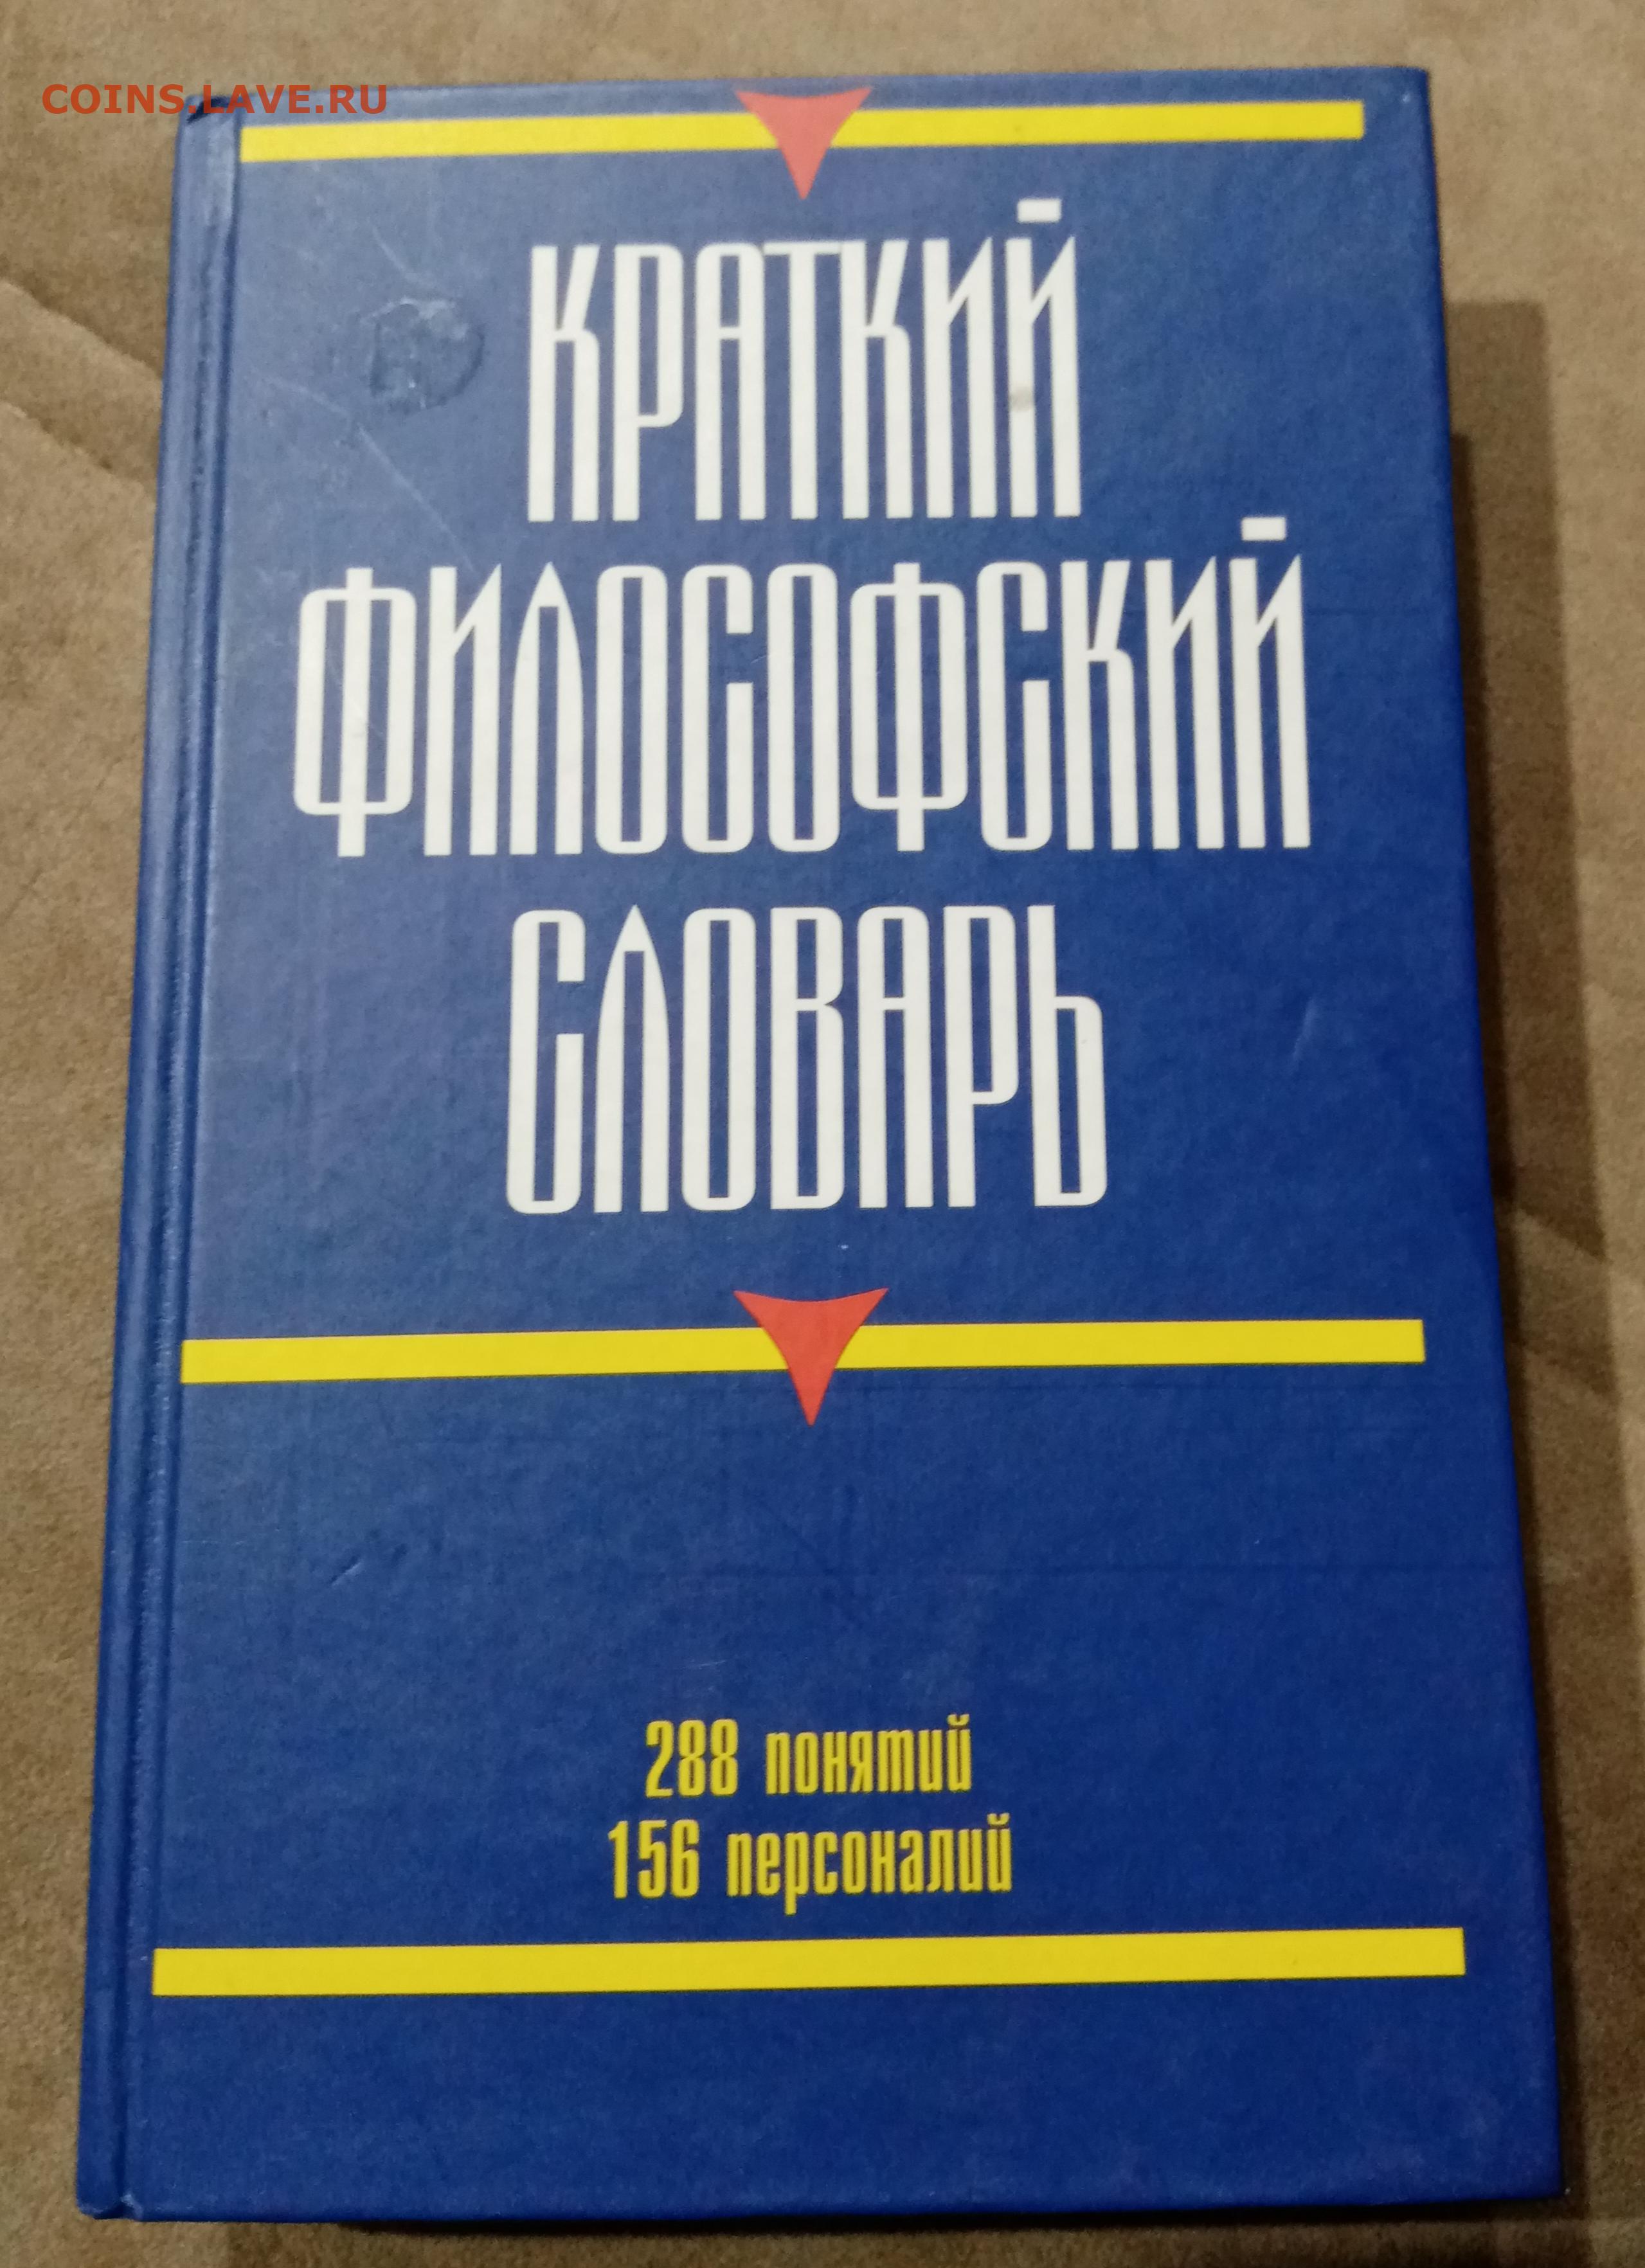 COINS.LAVE.RU
КРАТКИЙ
ФИЛОСОФСКИЙ
СЛОВАРЬ
288 понятий
156 персоналий